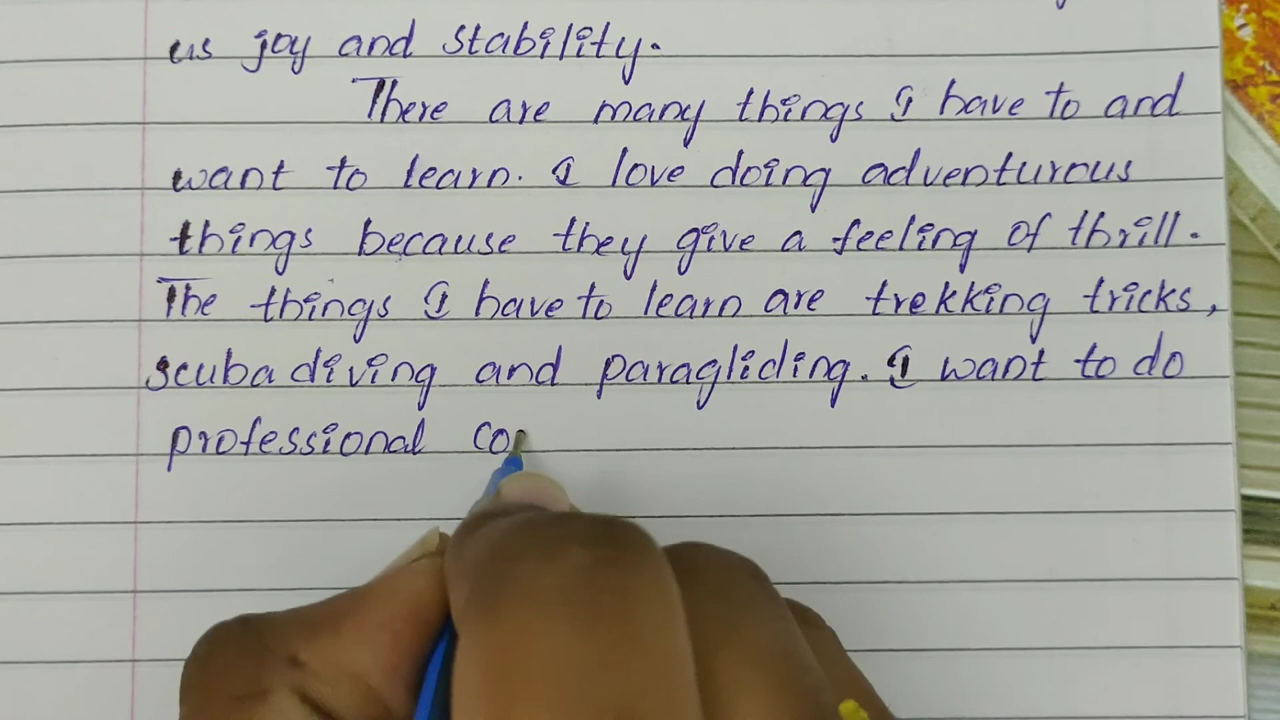 us joy and stability.
There are many things I have to and
want to learn. I love doing adventurous
things because they give a feeling of thrill.
The things I have to learn are trekking tricks,
scuba diving and paragliding. I want to do
professional co